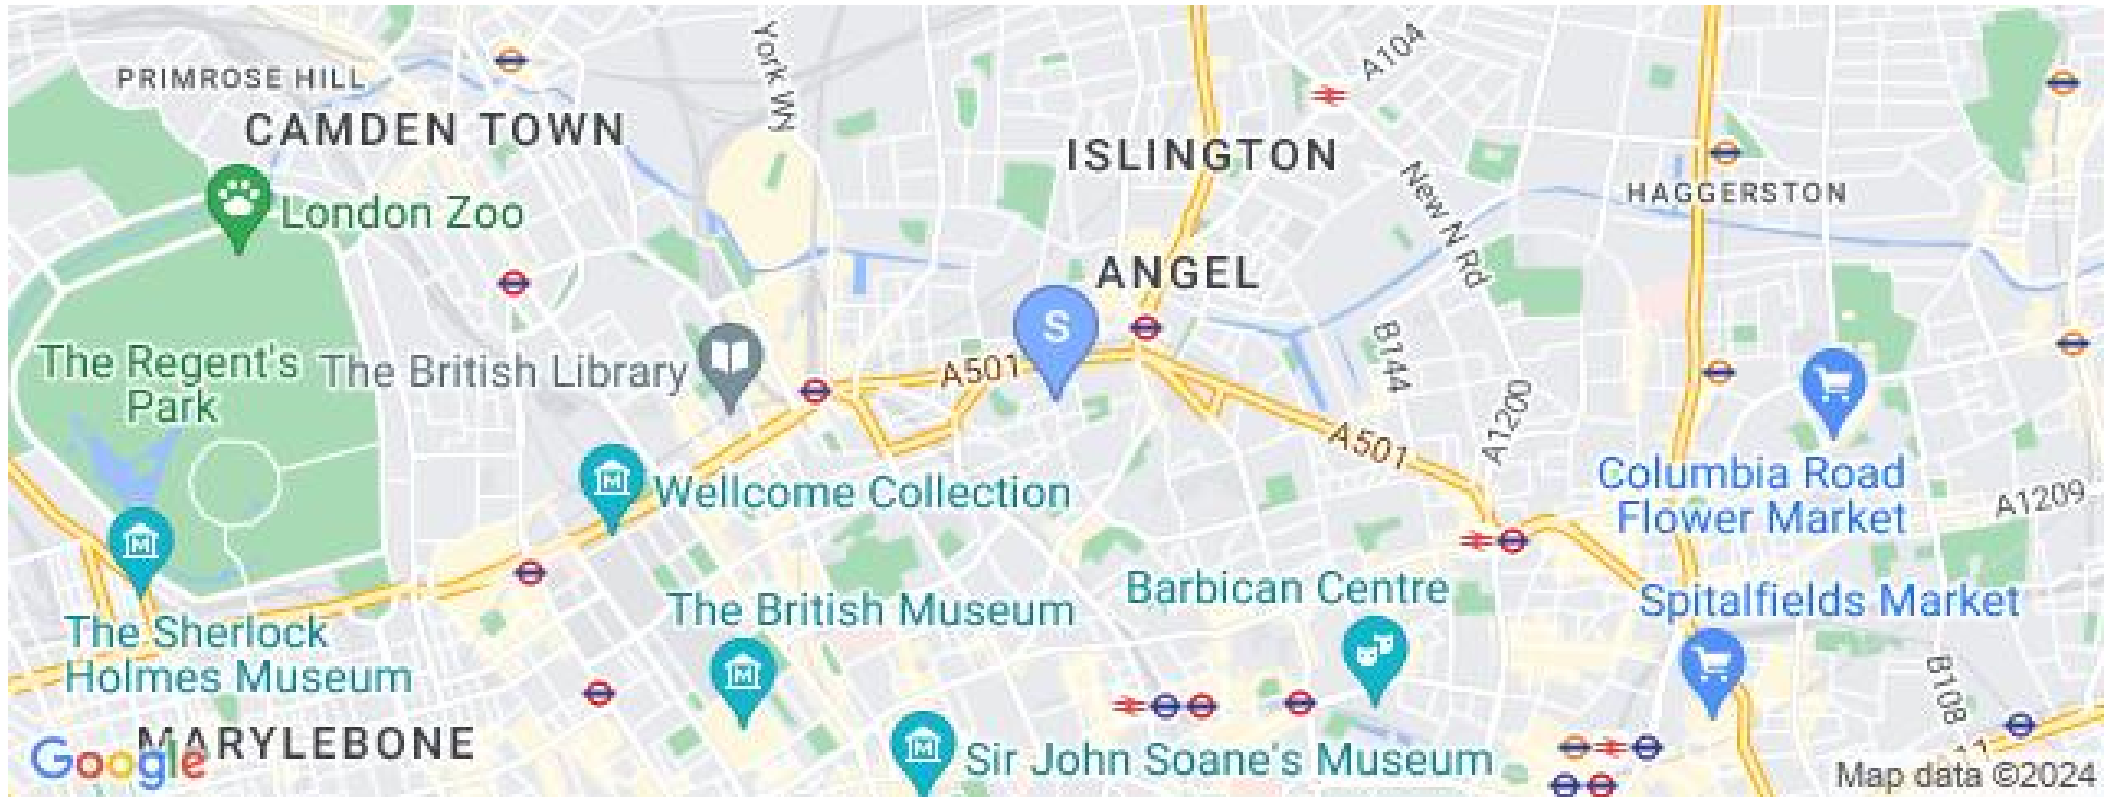 York WY
A104
PRIMROSE HILL
CAMDEN TOWN
ISLINGTON
New N Rd
HAGGERSTON
London Zoo
ANGEL
S
The Regent's
Park
The British Library
A501
B144
A1200
A501
Columbia Road
Flower Market
A1209
Wellcome Collection
The British Museum
Barbican Centre
Spitalfields Market
The Sherlock
Holmes Museum
B108
MARYLEBONE
Google
Sir John Soane's Museum
Map data ©2024